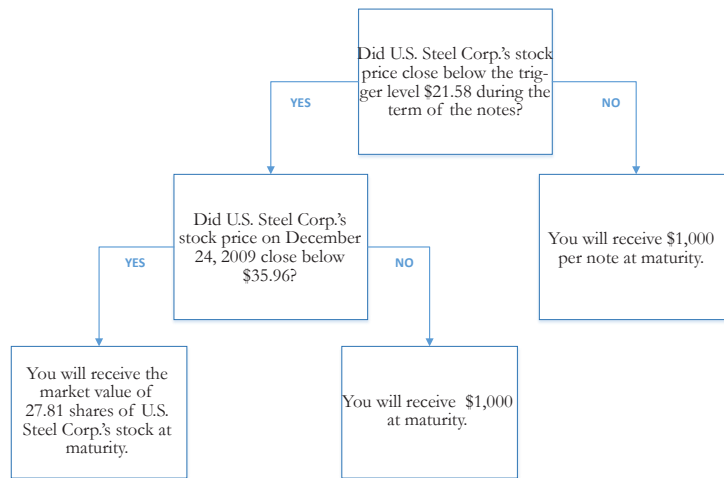 Did U.S. Steel Corp.'s stock
price close below the trig-
ger level $21.58 during the
term of the notes?
YES
NO
Did U.S. Steel Corp.'s
stock price on December
24, 2009 close below
$35.96?
You will receive $1,000
per note at maturity.
YES
NO
You will receive the
market value of
27.81 shares of U.S.
Steel Corp.'s stock at
maturity.
You will receive $1,000
at maturity.